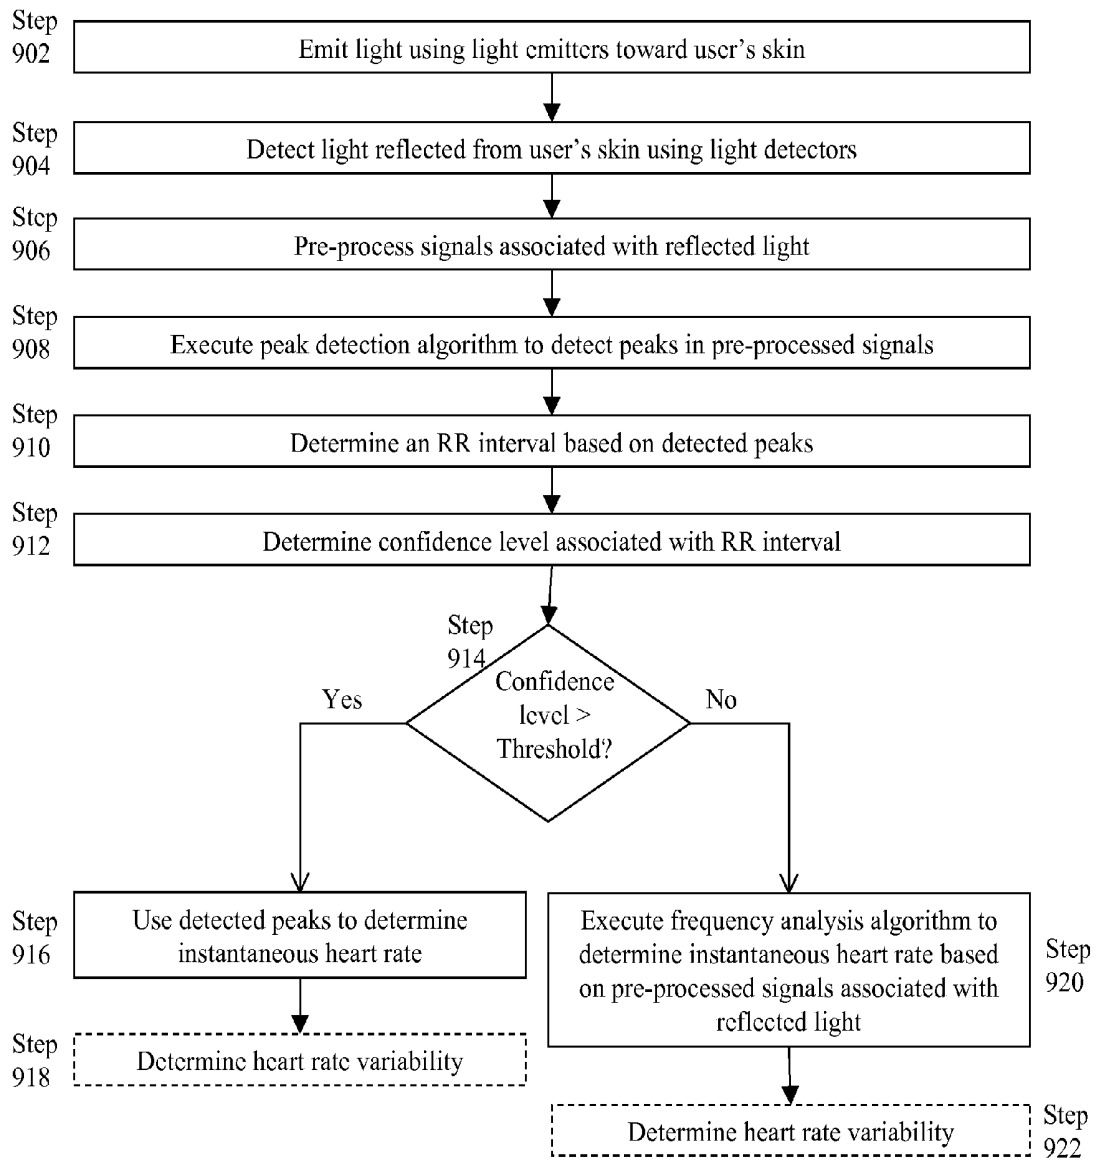 Step
902
Emit light using light emitters toward user's skin
Step
904
Detect light reflected from user's skin using light detectors
Step
906
Pre-process signals associated with reflected light
Step
908
Execute peak detection algorithm to detect peaks in pre-processed signals
Step
910
Determine an RR interval based on detected peaks
Step
912
Determine confidence level associated with RR interval
Step
914
Confidence
level >
Threshold?
Yes
No
Step
916
Use detected peaks to determine
instantaneous heart rate
Execute frequency analysis algorithm to
determine instantaneous heart rate based
on pre-processed signals associated with
reflected light
Step
920
Step
918
Determine heart rate variability
Determine heart rate variability
Step
922